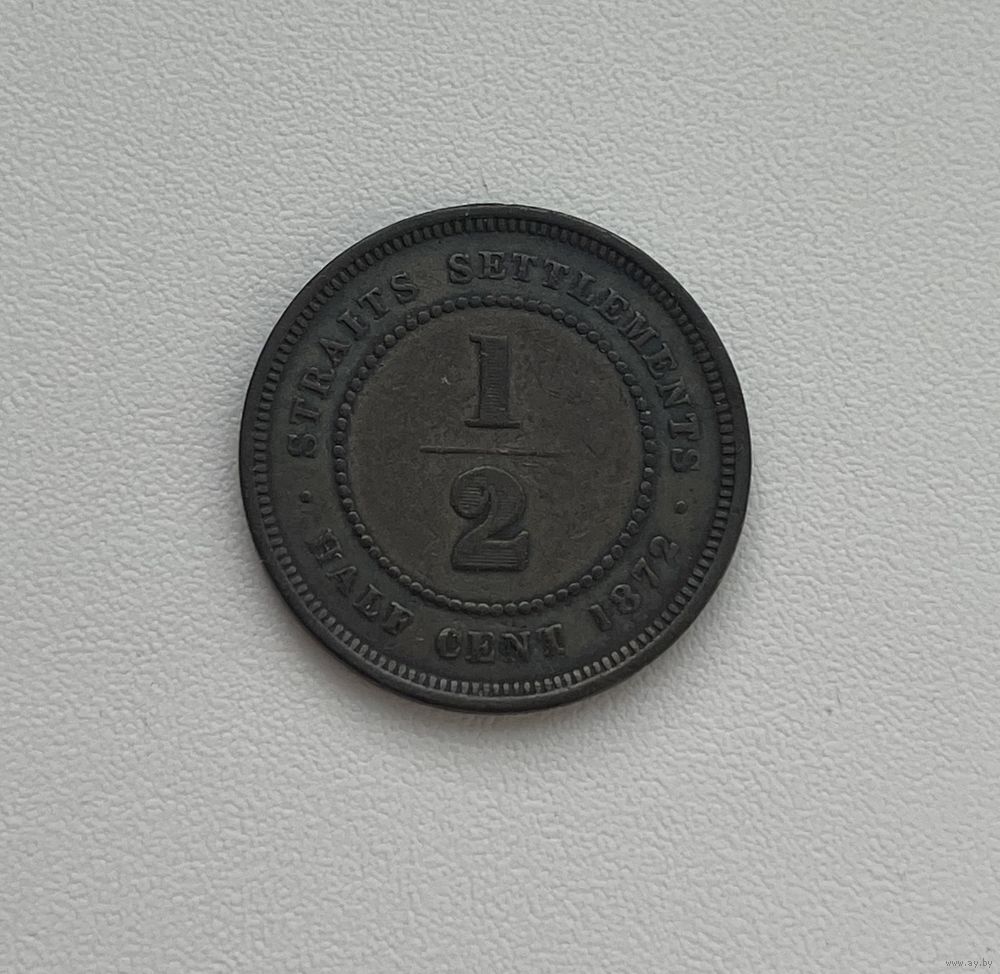 STRAITS SETTLEMENTS
1
2
HALF CENT 1872
www.ay.by